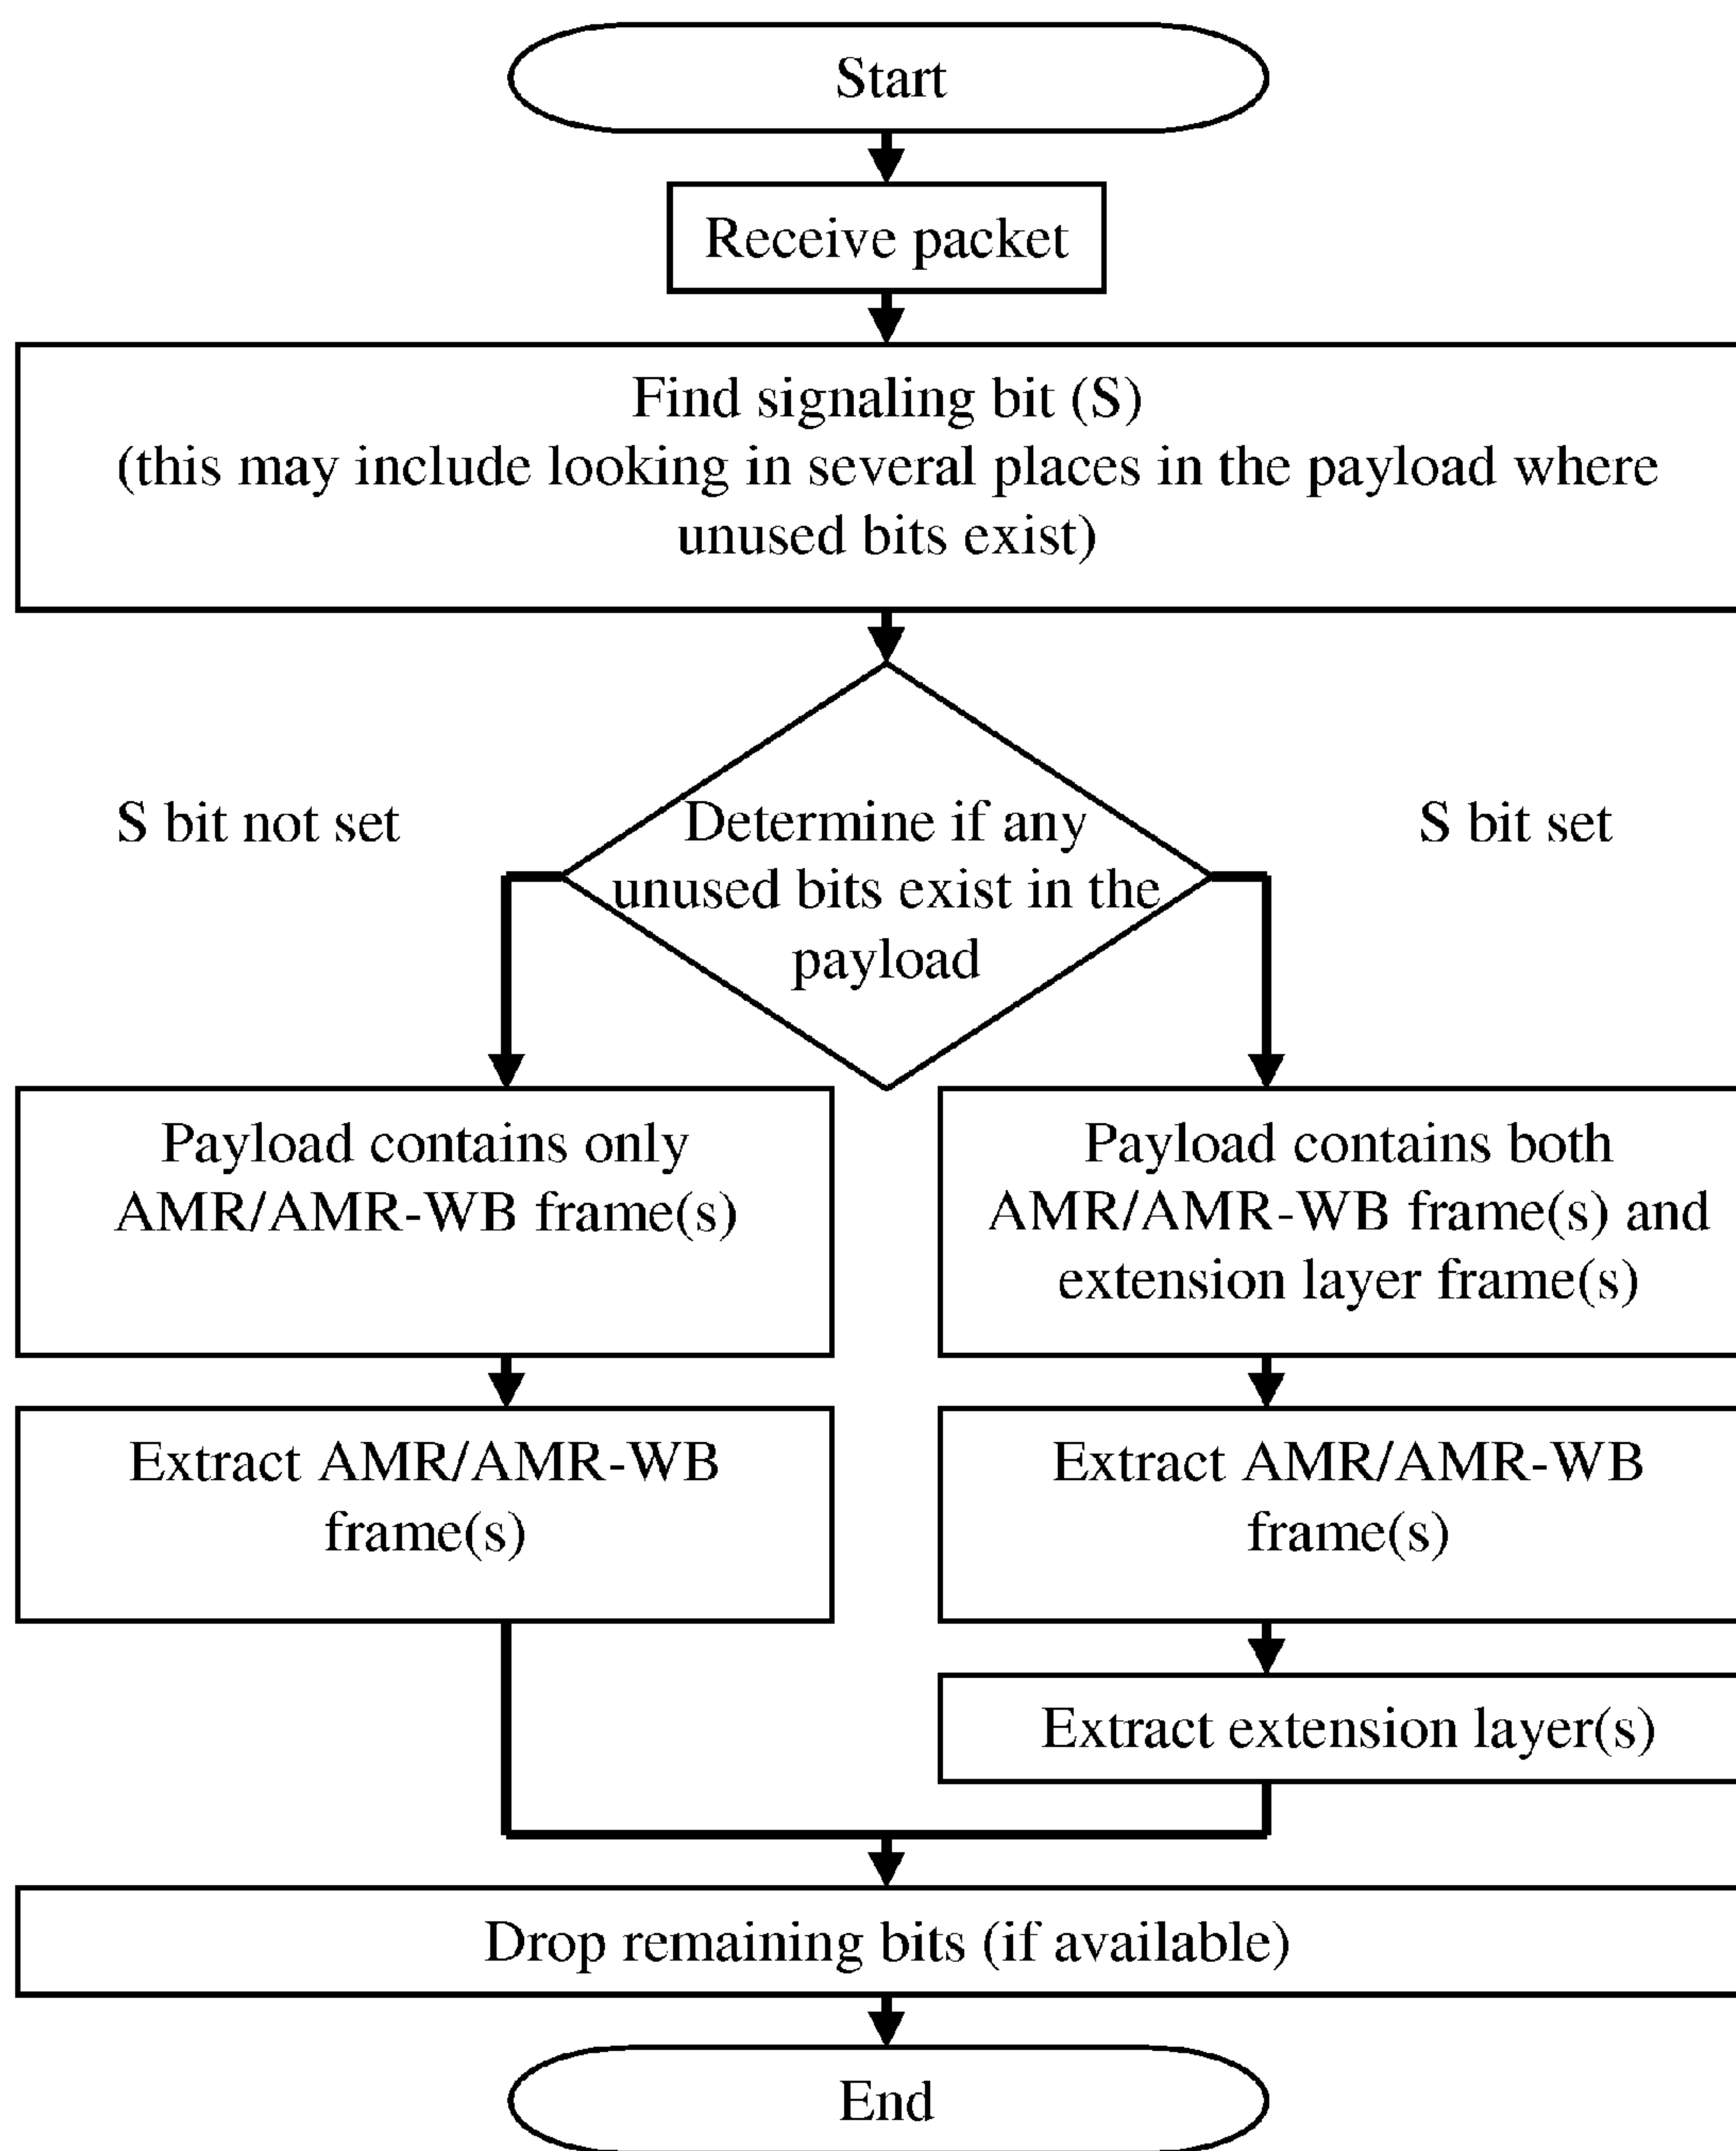 Start
Receive packet
Find signaling bit (S)
(this may include looking in several places in the payload where
unused bits exist)
S bit not set
Determine if any
unused bits exist in the
payload
S bit set
Payload contains only
AMR/AMR-WB frame(s)
Payload contains both
AMR/AMR-WB frame(s) and
extension layer frame(s)
Extract AMR/AMR-WB
frame(s)
Extract AMR/AMR-WB
frame(s)
Extract extension layer(s)
Drop remaining bits (if available)
End